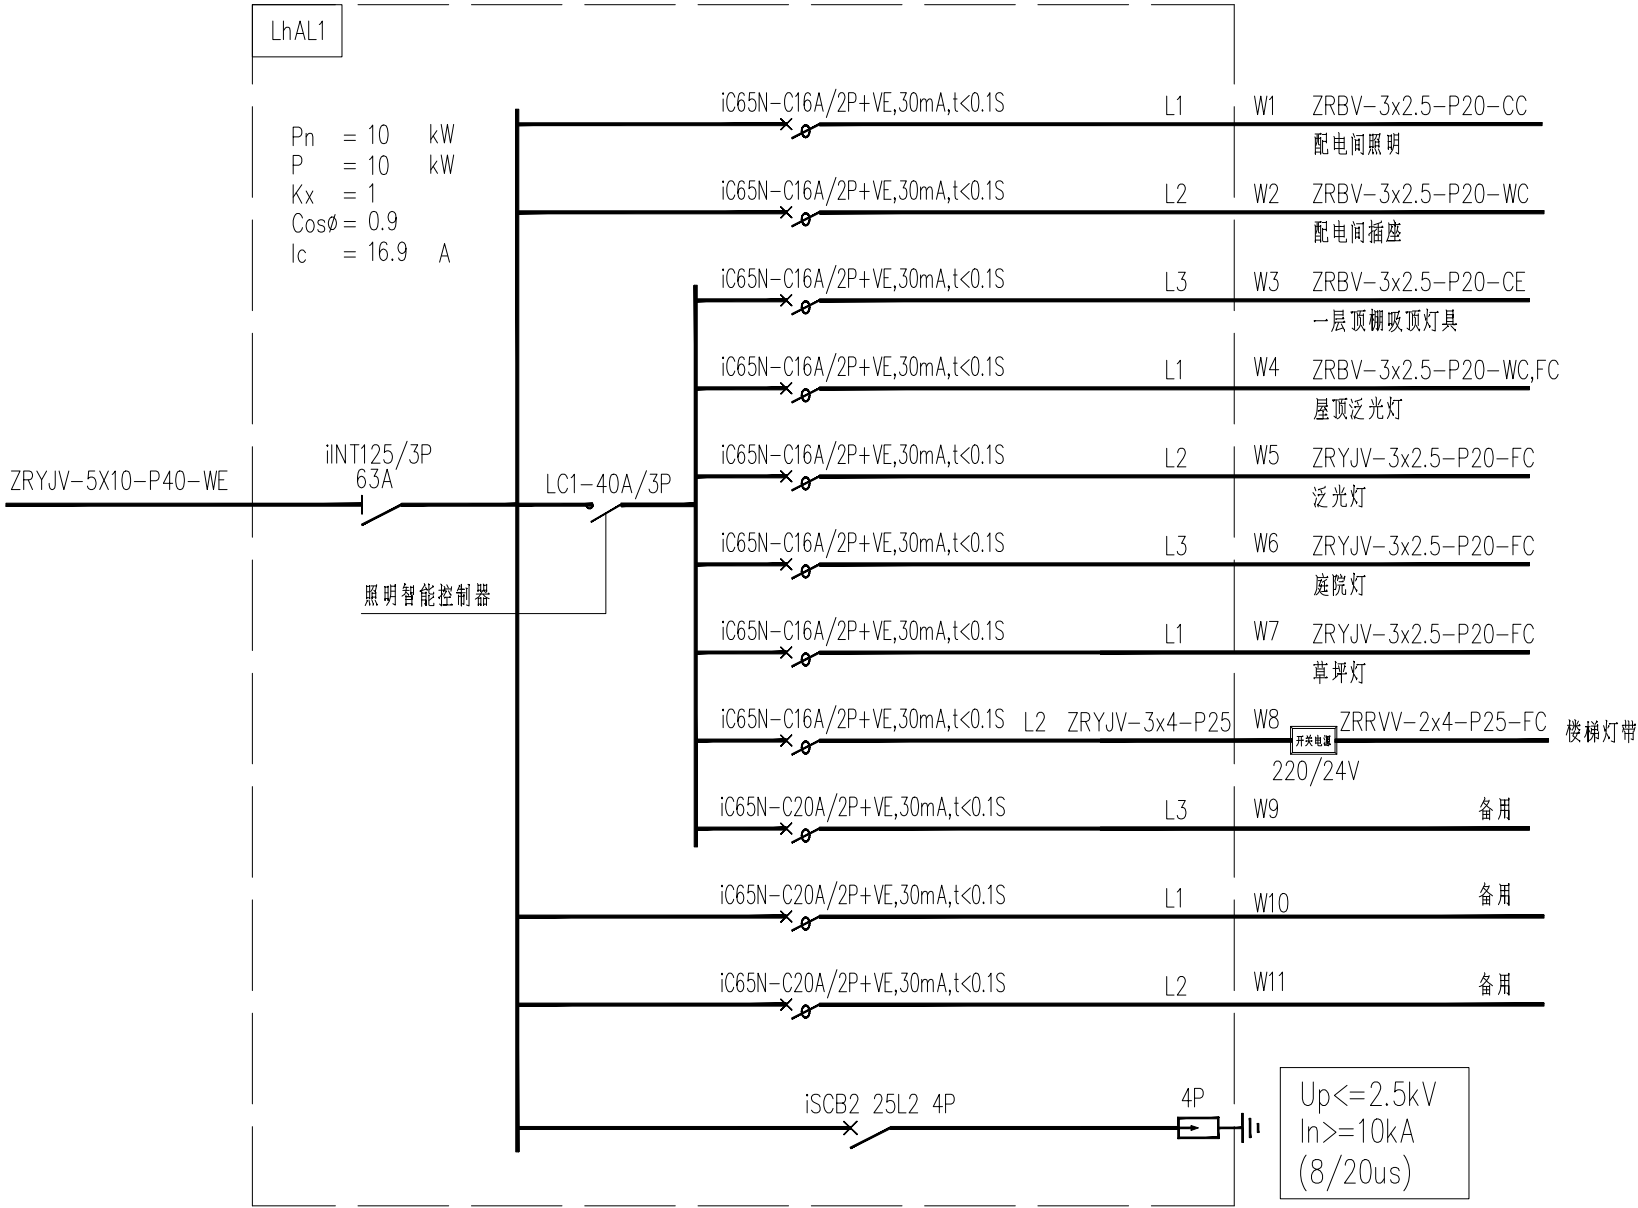 LhAL1
Pn = 10 kW
P = 10 kW
Kx = 1
Cosø = 0.9
Ic = 16.9 A
ZRYJV-5X10-P40-WE
iINT125/3P
63A
LC1-40A/3P
照明智能控制器
iC65N-C16A/2P+VE,30mA,t<0.1S L1 W1 ZRBV-3x2.5-P20-CC
配电间照明
iC65N-C16A/2P+VE,30mA,t<0.1S L2 W2 ZRBV-3x2.5-P20-WC
配电间插座
iC65N-C16A/2P+VE,30mA,t<0.1S L3 W3 ZRBV-3x2.5-P20-CE
一层顶棚吸顶灯具
iC65N-C16A/2P+VE,30mA,t<0.1S L1 W4 ZRBV-3x2.5-P20-WC,FC
屋顶泛光灯
iC65N-C16A/2P+VE,30mA,t<0.1S L2 W5 ZRYJV-3x2.5-P20-FC
泛光灯
iC65N-C16A/2P+VE,30mA,t<0.1S L3 W6 ZRYJV-3x2.5-P20-FC
庭院灯
iC65N-C16A/2P+VE,30mA,t<0.1S L1 W7 ZRYJV-3x2.5-P20-FC
草坪灯
iC65N-C16A/2P+VE,30mA,t<0.1S L2 ZRYJV-3x4-P25 W8 ZRRVV-2x4-P25-FC 楼梯灯带
开关电源
220/24V
iC65N-C20A/2P+VE,30mA,t<0.1S L3 W9 备用
iC65N-C20A/2P+VE,30mA,t<0.1S L1 W10 备用
iC65N-C20A/2P+VE,30mA,t<0.1S L2 W11 备用
iSCB2 25L2 4P 4P
Up<=2.5kV
In>=10kA
(8/20us)